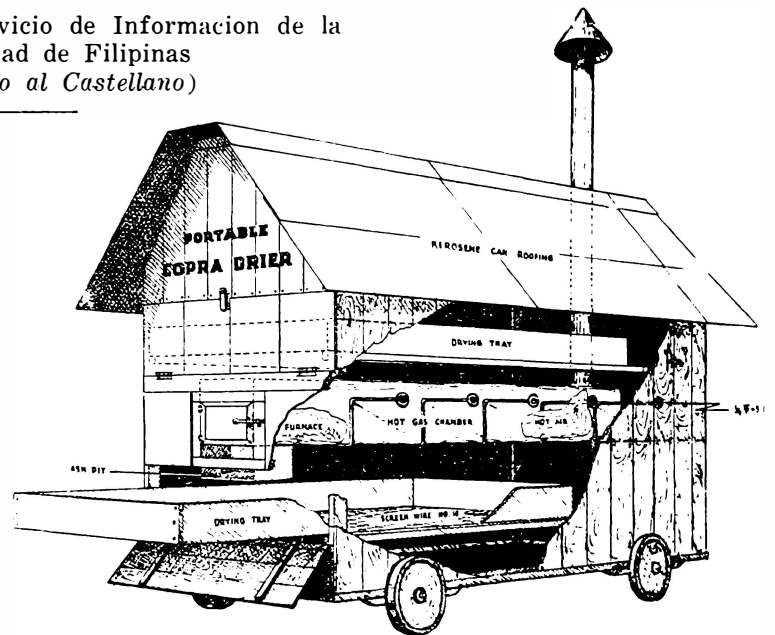 vicio de Informacion de la
ad de Filipinas
o al Castellano)
PORTABLE
COPRA DRIER
KEROSENE CAN ROOFING
DRYING TRAY
FURNACE
HOT GAS CHAMBER
HOT AIR
ASH PIT
DRYING TRAY
SCREEN WIRE NO. 16